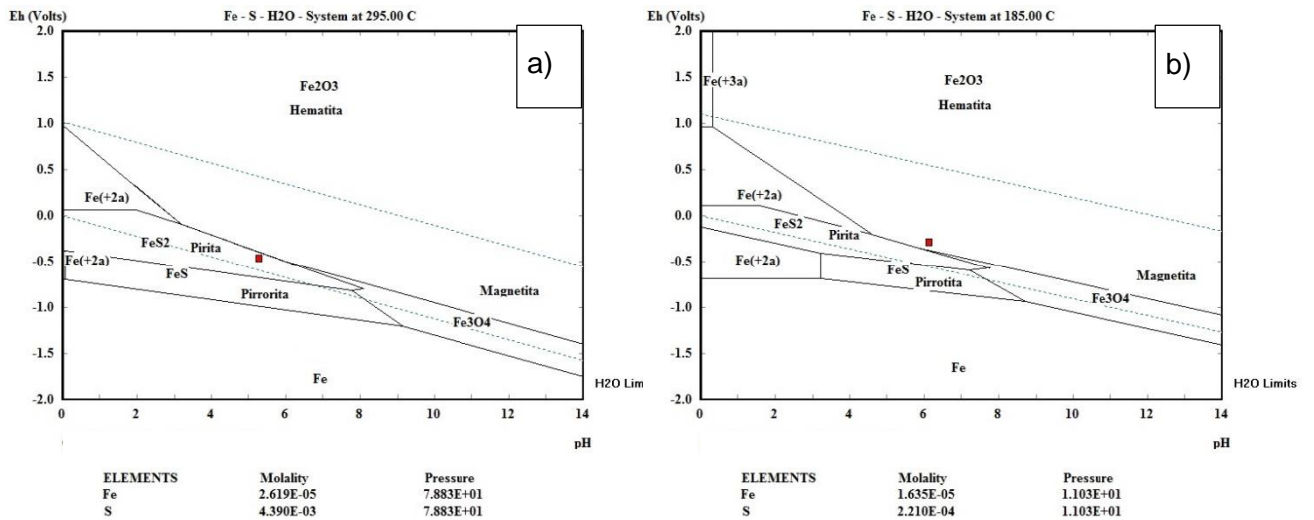 Eh (Volts)
Fe - S - H2O - System at 295.00 C
a)
2.0
1.5
1.0
0.5
0.0
-0.5
-1.0
-1.5
-2.0
Fe2O3
Hematita
Fe(+2a)
FeS2
Pirita
Fe(+2a)
FeS
Pirrorita
Magnetita
Fe3O4
Fe
H2O Lim
0 2 4 6 8 10 12 14
pH
ELEMENTS Molality Pressure
Fe 2.619E-05 7.883E+01
S 4.390E-03 7.883E+01
Eh (Volts)
Fe - S - H2O - System at 185.00 C
b)
2.0
1.5
1.0
0.5
0.0
-0.5
-1.0
-1.5
-2.0
Fe(+3a)
Fe2O3
Hematita
Fe(+2a)
FeS2
Pirita
Fe(+2a)
FeS
Pirrotita
Magnetita
Fe3O4
Fe
H2O Limits
0 2 4 6 8 10 12 14
pH
ELEMENTS Molality Pressure
Fe 1.635E-05 1.103E+01
S 2.210E-04 1.103E+01